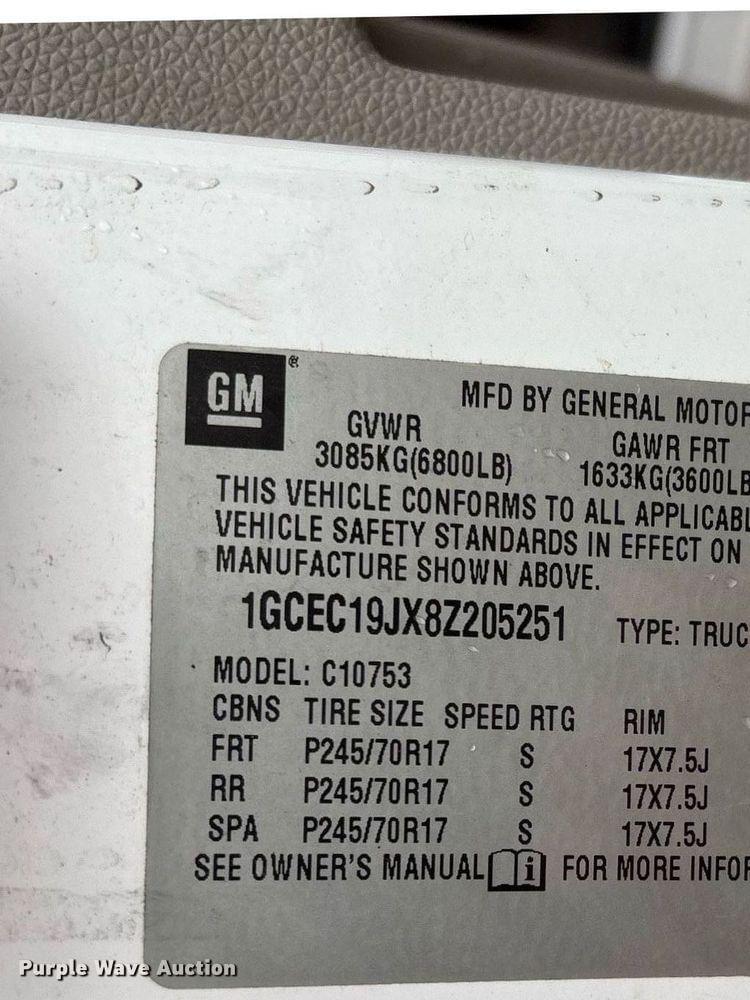 GM®
MFD BY GENERAL MOTOR
GVWR GAWR FRT
3085KG(6800LB) 1633KG(3600LB
THIS VEHICLE CONFORMS TO ALL APPLICABL
VEHICLE SAFETY STANDARDS IN EFFECT ON
MANUFACTURE SHOWN ABOVE.
1GCEC19JX8Z205251 TYPE: TRUC
MODEL: C10753
CBNS TIRE SIZE SPEED RTG RIM
FRT P245/70R17 S 17X7.5J
RR P245/70R17 S 17X7.5J
SPA P245/70R17 S 17X7.5J
SEE OWNER'S MANUAL i FOR MORE INFOR
Purple Wave Auction